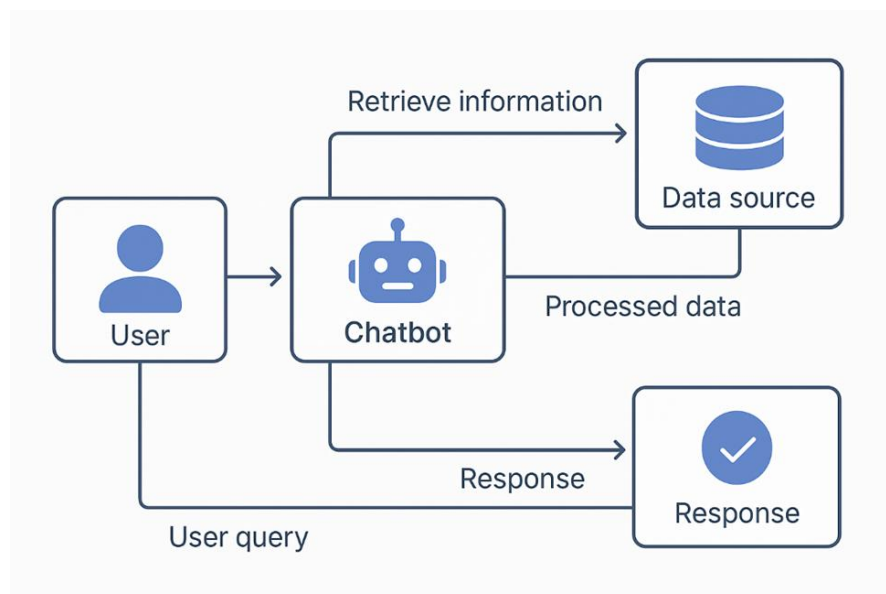 Retrieve information
Data source
User
Chatbot
Processed data
Response
Response
User query